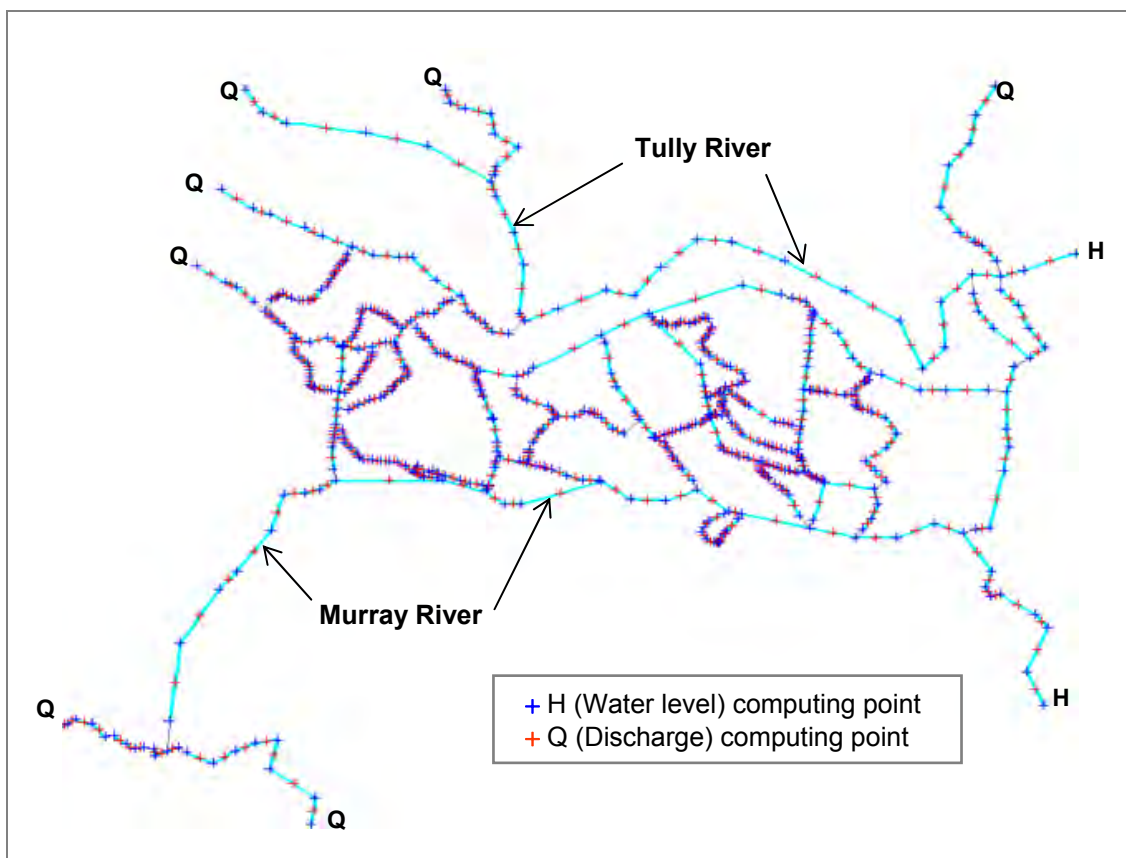 Q
Q
Q
Tully River
Q
Q
H
Murray River
H (Water level) computing point
Q (Discharge) computing point
H
Q
Q